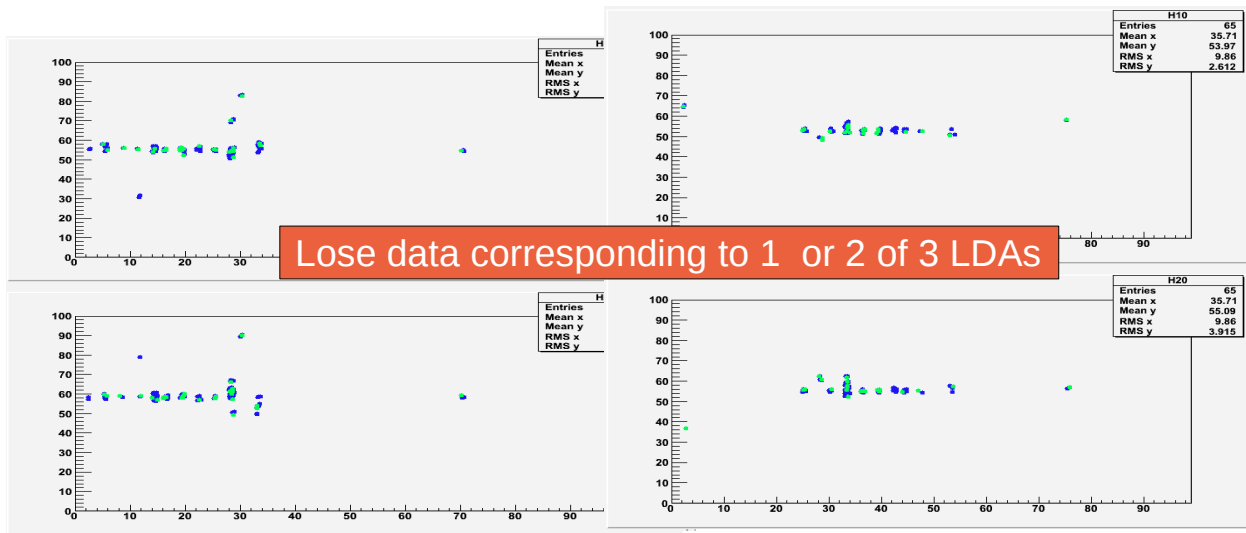 H10
Entries 65
Mean x 35.71
Mean y 53.97
RMS x 9.86
RMS y 2.612
100
90
80
70
60
50
40
30
20
10
80 90
H
Entries
Mean x
Mean y
RMS x
RMS y
100
90
80
70
60
50
40
30
20
10
0
0 10 20 30
Lose data corresponding to 1 or 2 of 3 LDAs
H
Entries
Mean x
Mean y
RMS x
RMS y
100
90
80
70
60
50
40
30
20
10
0
0 10 20 30 40 50 60 70 80 90
H20
Entries 65
Mean x 35.71
Mean y 55.09
RMS x 9.86
RMS y 3.915
100
90
80
70
60
50
40
30
20
10
0
0 10 20 30 40 50 60 70 80 90